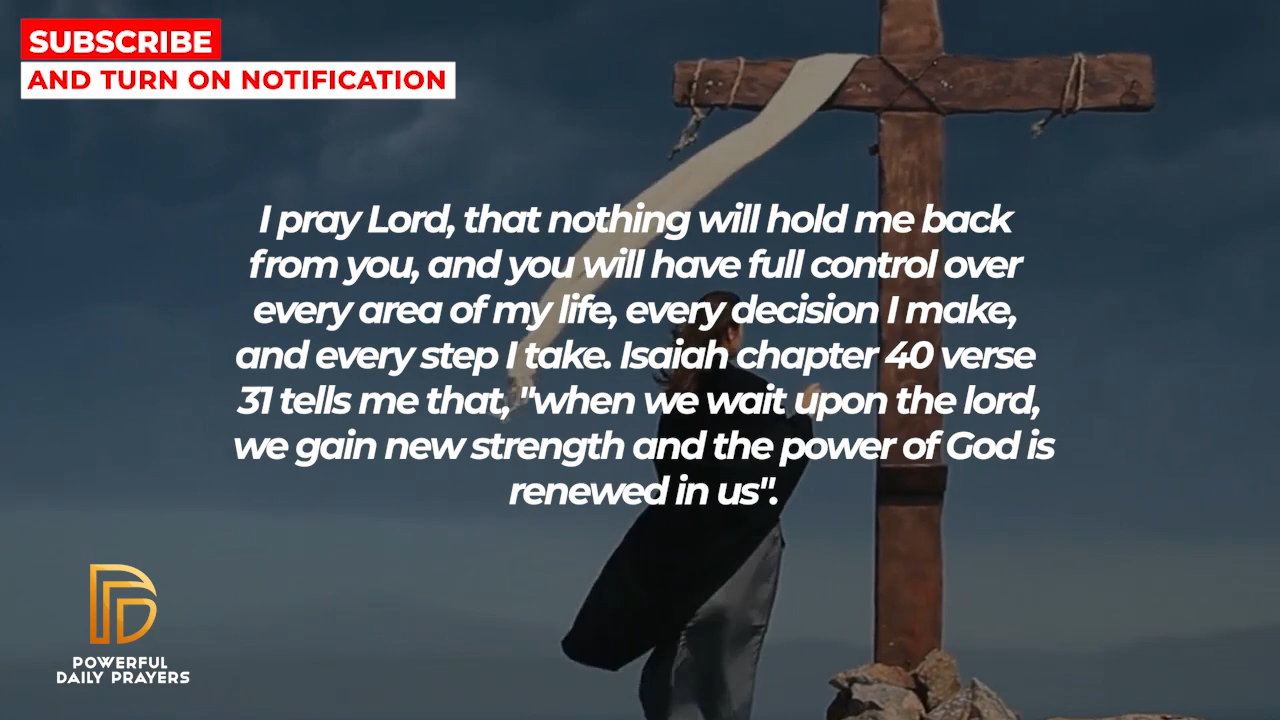 SUBSCRIBE
AND TURN ON NOTIFICATION
I pray Lord, that nothing will hold me back
from you, and you will have full control over
every area of my life, every decision I make,
and every step I take. Isaiah chapter 40 verse
31 tells me that, "when we wait upon the lord,
we gain new strength and the power of God is
renewed in us".
POWERFUL
DAILY PRAYERS